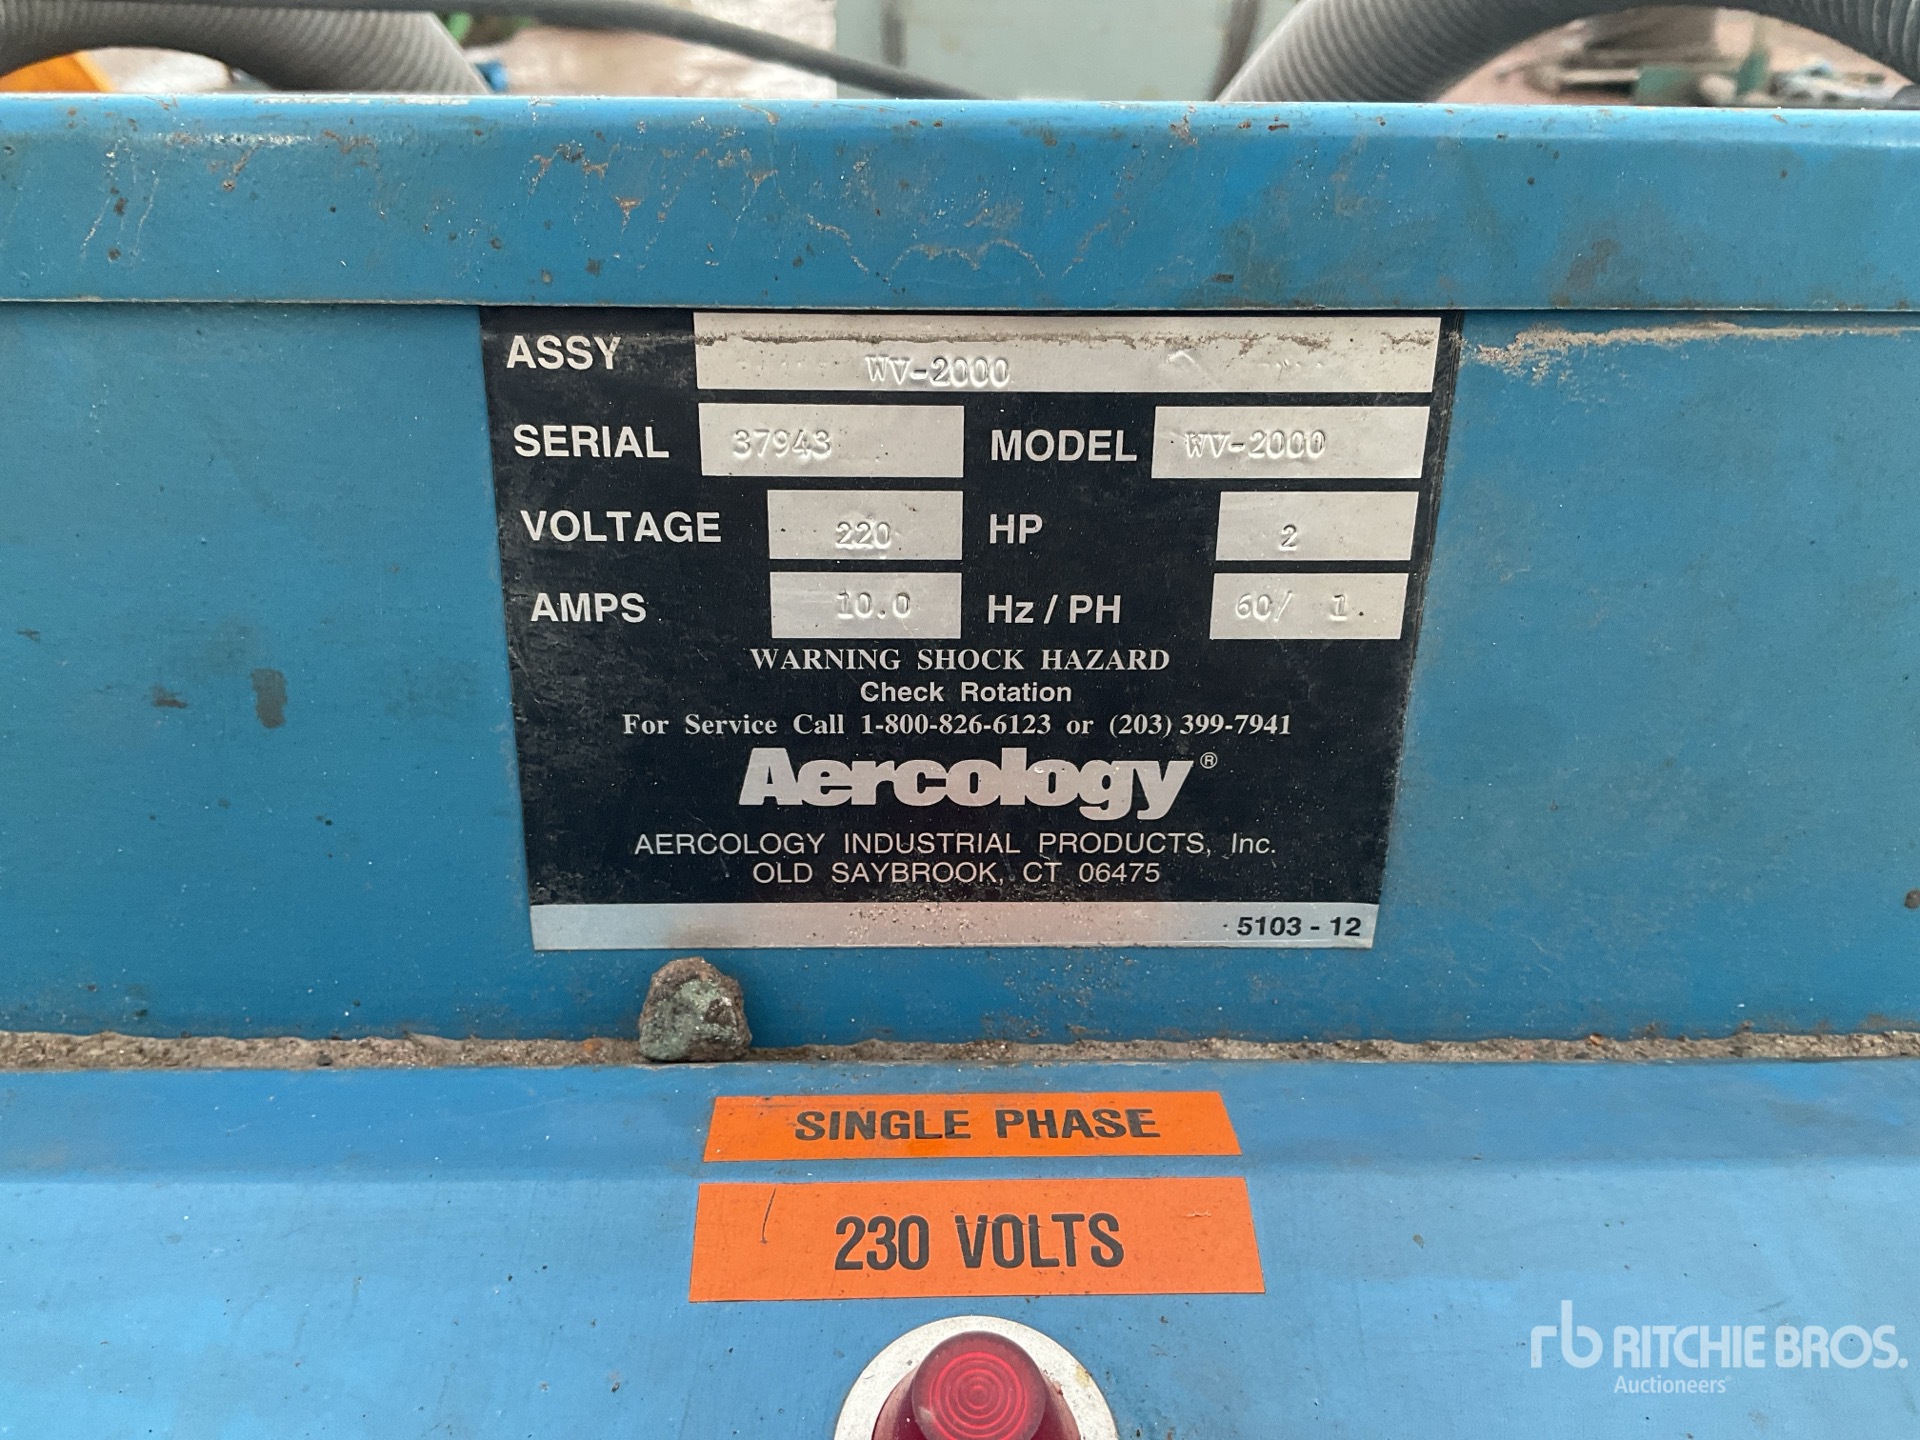 ASSY WV-2000
SERIAL 37943 MODEL WV-2000
VOLTAGE 220 HP 2
AMPS 10.0 Hz / PH 60/ 1.
WARNING SHOCK HAZARD
Check Rotation
For Service Call 1-800-826-6123 or (203) 399-7941
Aercology®
AERCOLOGY INDUSTRIAL PRODUCTS, Inc.
OLD SAYBROOK, CT 06475
5103 - 12
SINGLE PHASE
230 VOLTS
rb RITCHIE BROS.
Auctioneers